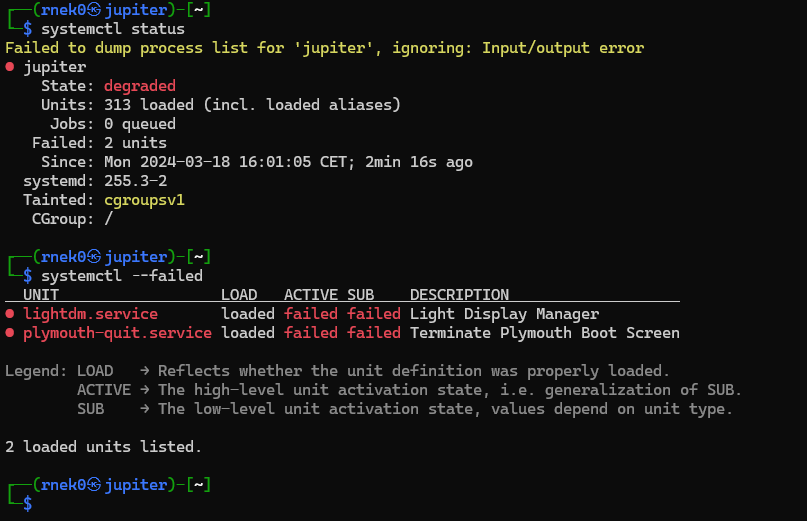 ┌──(rnek0㉿jupiter)-[~]
└─$ systemctl status
Failed to dump process list for 'jupiter', ignoring: Input/output error
● jupiter
    State: degraded
    Units: 313 loaded (incl. loaded aliases)
     Jobs: 0 queued
   Failed: 2 units
    Since: Mon 2024-03-18 16:01:05 CET; 2min 16s ago
  systemd: 255.3-2
  Tainted: cgroupsv1
   CGroup: /
┌──(rnek0㉿jupiter)-[~]
└─$ systemctl --failed
  UNIT                  LOAD   ACTIVE SUB    DESCRIPTION
● lightdm.service       loaded failed failed Light Display Manager
● plymouth-quit.service loaded failed failed Terminate Plymouth Boot Screen
Legend: LOAD   → Reflects whether the unit definition was properly loaded.
        ACTIVE → The high-level unit activation state, i.e. generalization of SUB.
        SUB    → The low-level unit activation state, values depend on unit type.
2 loaded units listed.
┌──(rnek0㉿jupiter)-[~]
└─$